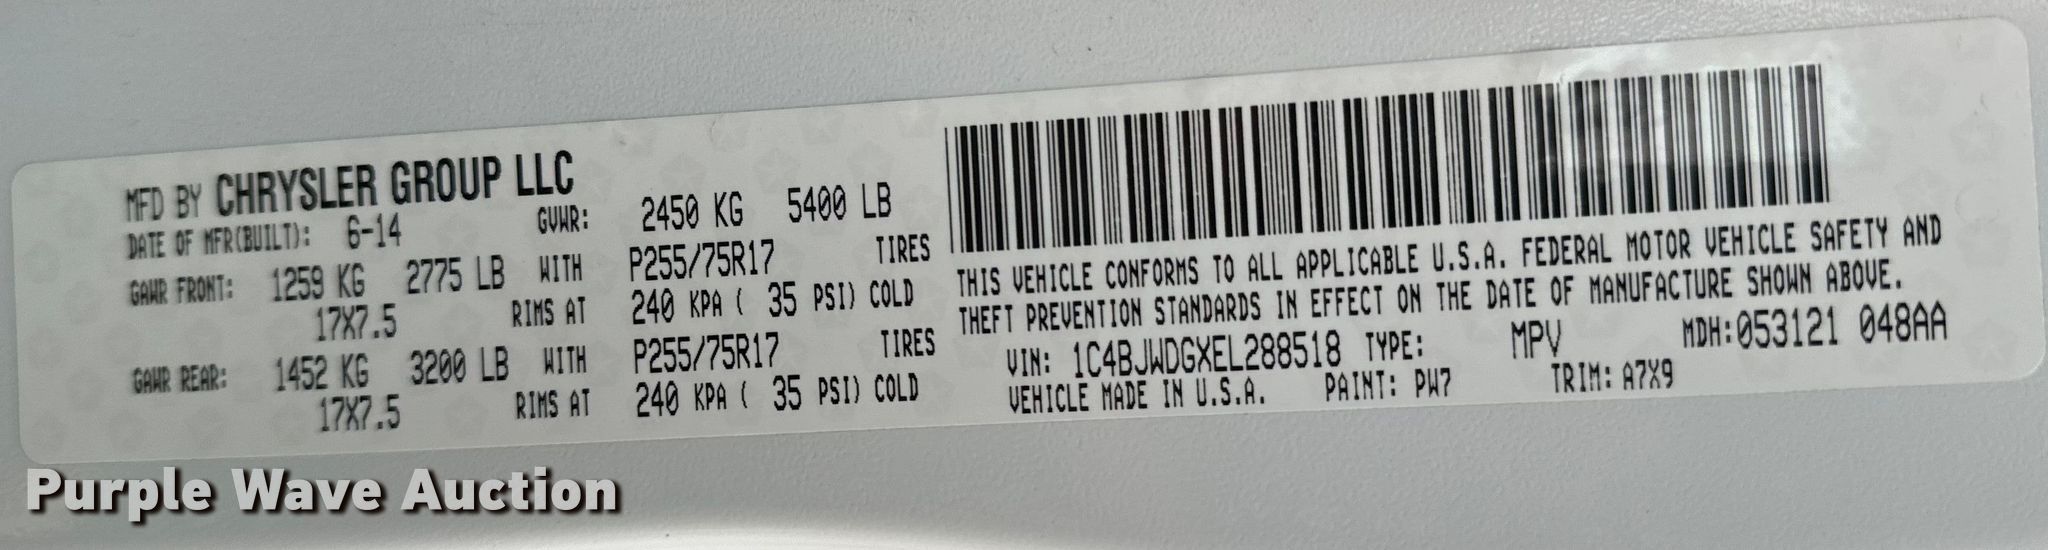 MFD BY CHRYSLER GROUP LLC
DATE OF MFR(BUILT): 6-14 GVWR: 2450 KG 5400 LB
GAWR FRONT: 1259 KG 2775 LB WITH P255/75R17 TIRES
17X7.5 RIMS AT 240 KPA ( 35 PSI) COLD
GAWR REAR: 1452 KG 3200 LB WITH P255/75R17 TIRES
17X7.5 RIMS AT 240 KPA ( 35 PSI) COLD
THIS VEHICLE CONFORMS TO ALL APPLICABLE U.S.A. FEDERAL MOTOR VEHICLE SAFETY AND
THEFT PREVENTION STANDARDS IN EFFECT ON THE DATE OF MANUFACTURE SHOWN ABOVE.
VIN: 1C4BJWDGXEL288518 TYPE: MPV MDH:053121 048AA
VEHICLE MADE IN U.S.A. PAINT: PW7 TRIM: A7X9
Purple Wave Auction